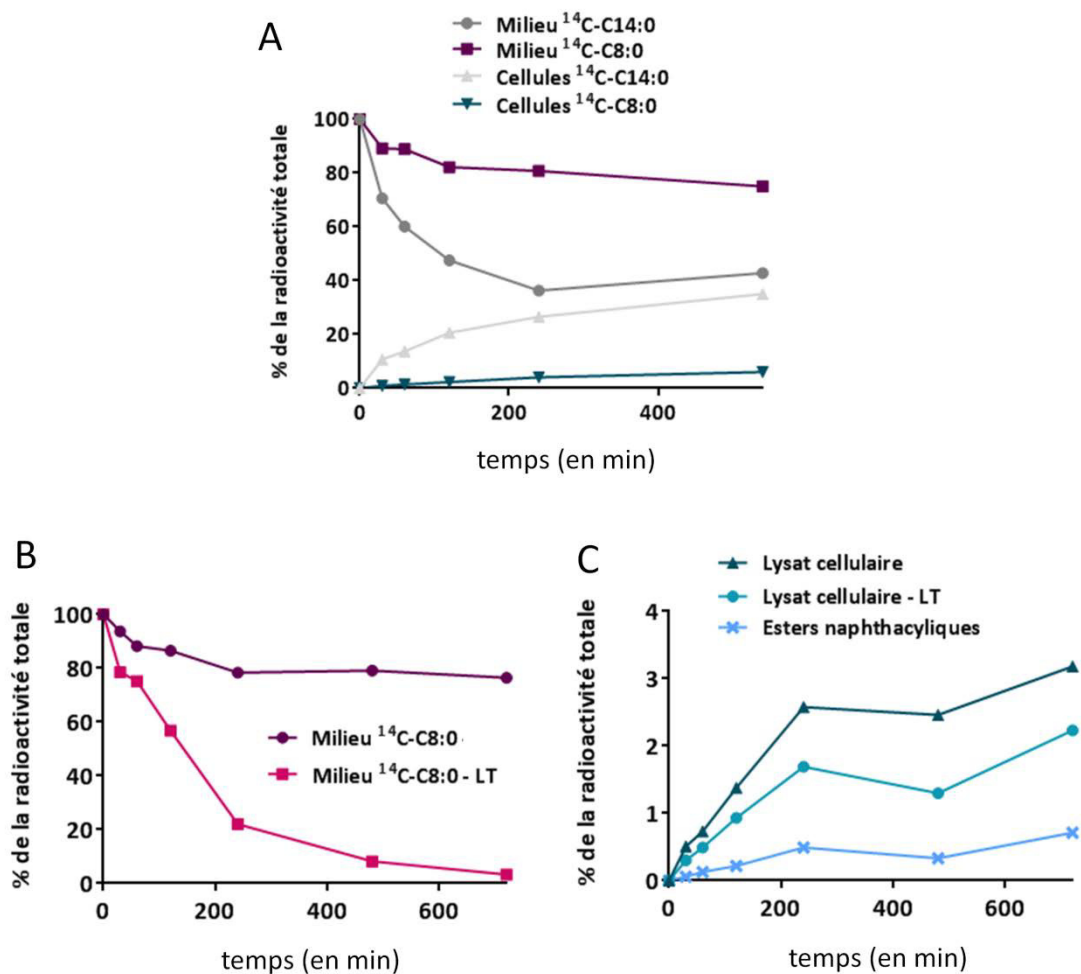 A
Milieu ¹⁴C-C14:0
Milieu ¹⁴C-C8:0
Cellules ¹⁴C-C14:0
Cellules ¹⁴C-C8:0
% de la radioactivité totale
100
80
60
40
20
0
0 200 400
temps (en min)
B
% de la radioactivité totale
100
80
60
40
20
0
Milieu ¹⁴C-C8:0
Milieu ¹⁴C-C8:0 - LT
0 200 400 600
temps (en min)
C
Lysat cellulaire
Lysat cellulaire - LT
Esters naphthacyliques
% de la radioactivité totale
4
3
2
1
0
0 200 400 600
temps (en min)